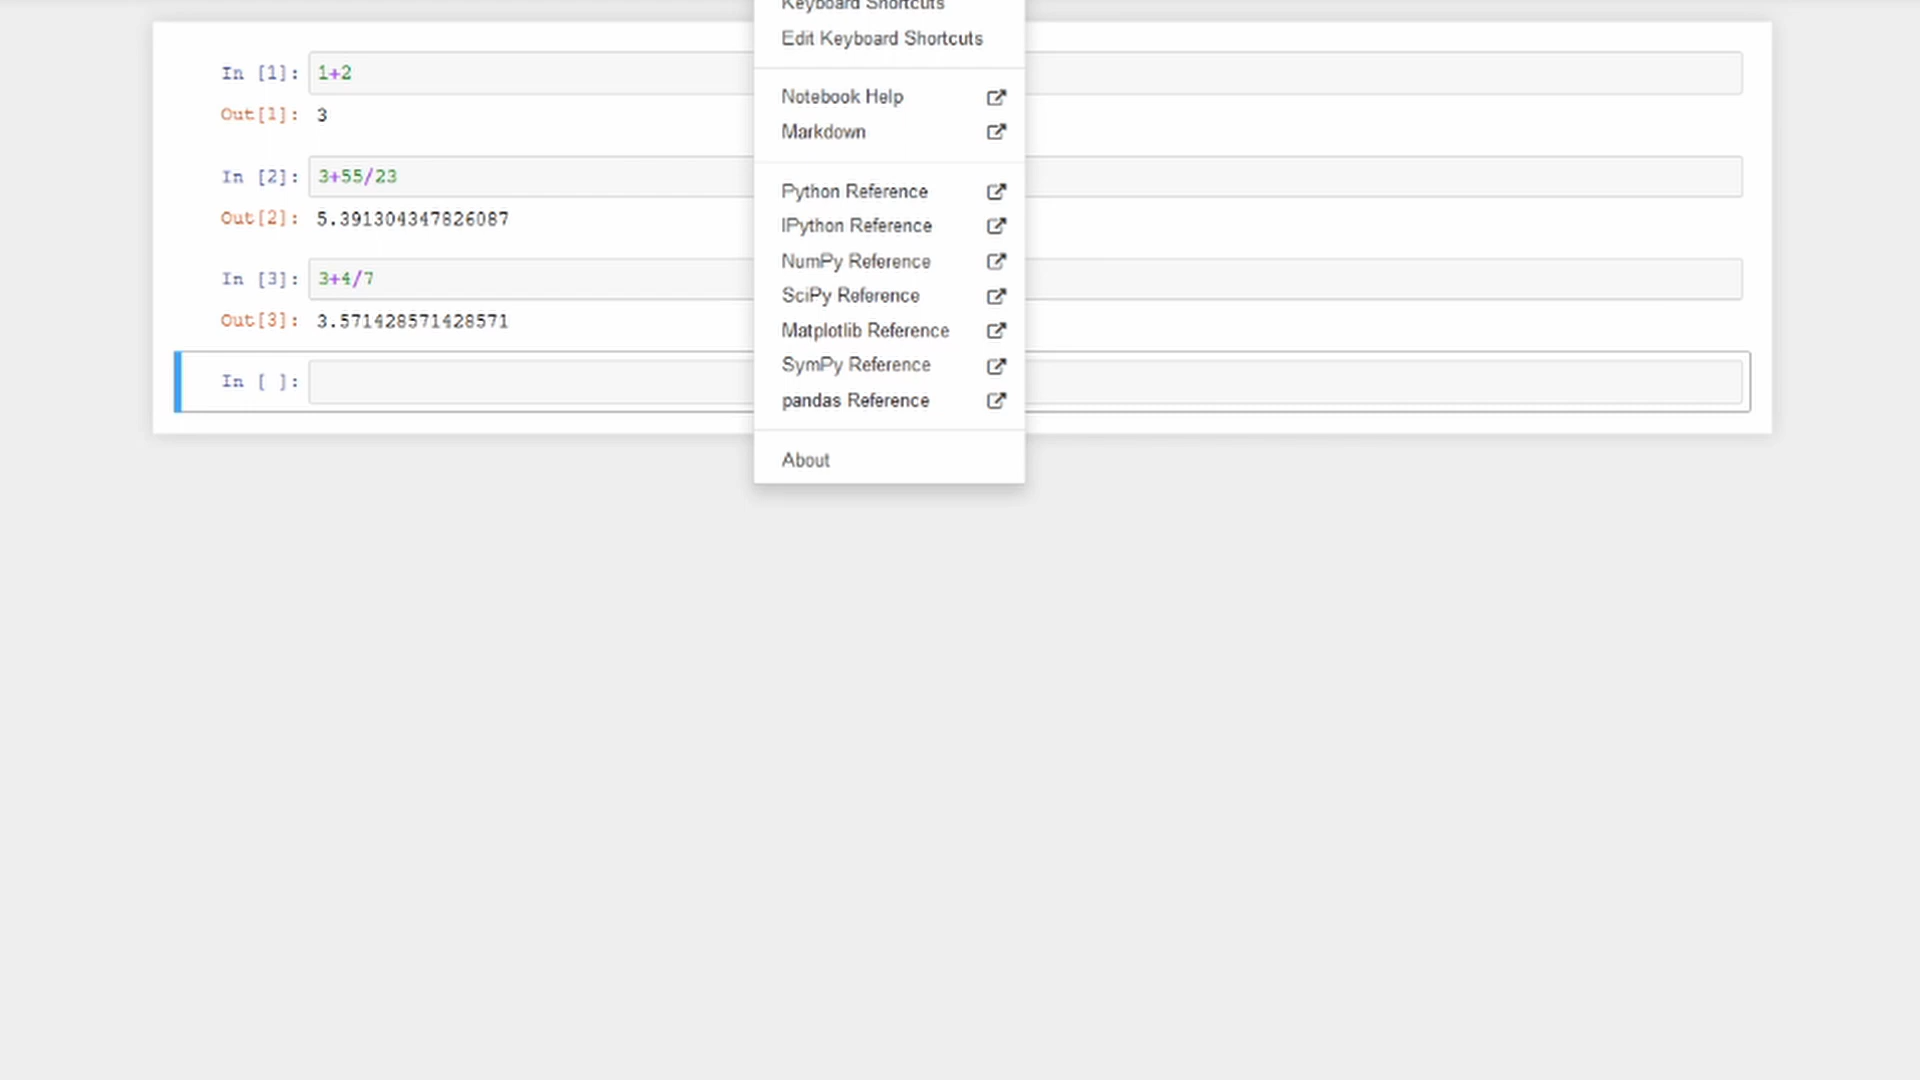 Keyboard Shortcuts
Edit Keyboard Shortcuts
Notebook Help
Markdown
Python Reference
IPython Reference
NumPy Reference
SciPy Reference
Matplotlib Reference
SymPy Reference
pandas Reference
About
In [1]: 1+2
Out[1]: 3
In [2]: 3+55/23
Out[2]: 5.391304347826087
In [3]: 3+4/7
Out[3]: 3.571428571428571
In [ ]: